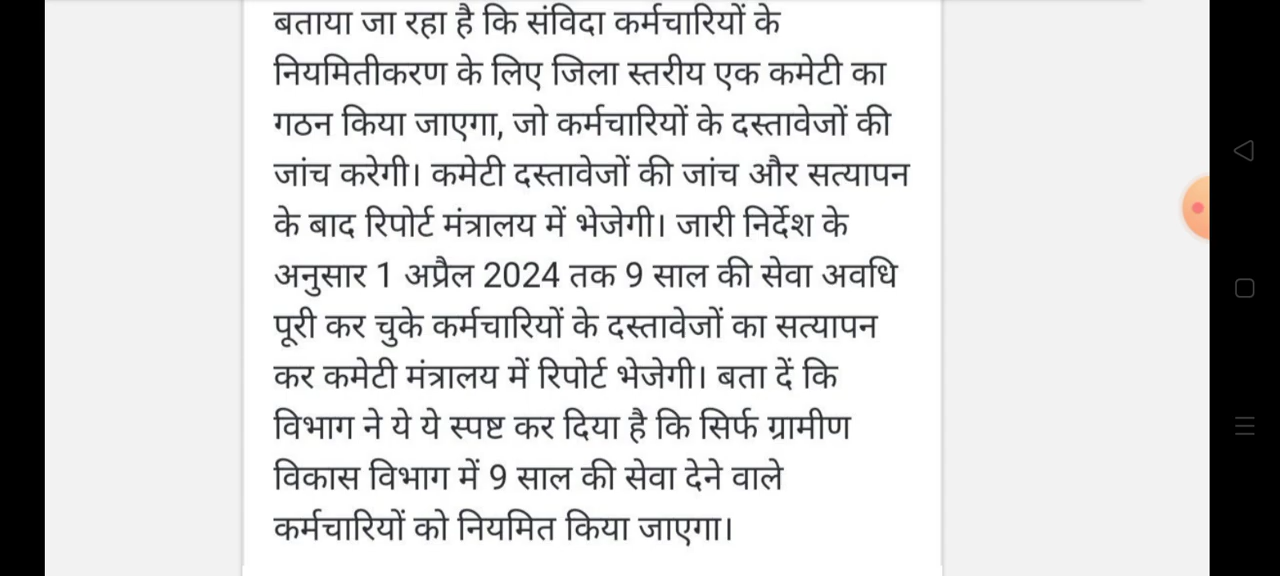 बताया जा रहा है कि संविदा कर्मचारियों के
नियमितीकरण के लिए जिला स्तरीय एक कमेटी का
गठन किया जाएगा, जो कर्मचारियों के दस्तावेजों की
जांच करेगी। कमेटी दस्तावेजों की जांच और सत्यापन
के बाद रिपोर्ट मंत्रालय में भेजेगी। जारी निर्देश के
अनुसार 1 अप्रैल 2024 तक 9 साल की सेवा अवधि
पूरी कर चुके कर्मचारियों के दस्तावेजों का सत्यापन
कर कमेटी मंत्रालय में रिपोर्ट भेजेगी। बता दें कि
विभाग ने ये ये स्पष्ट कर दिया है कि सिर्फ ग्रामीण
विकास विभाग में 9 साल की सेवा देने वाले
कर्मचारियों को नियमित किया जाएगा।